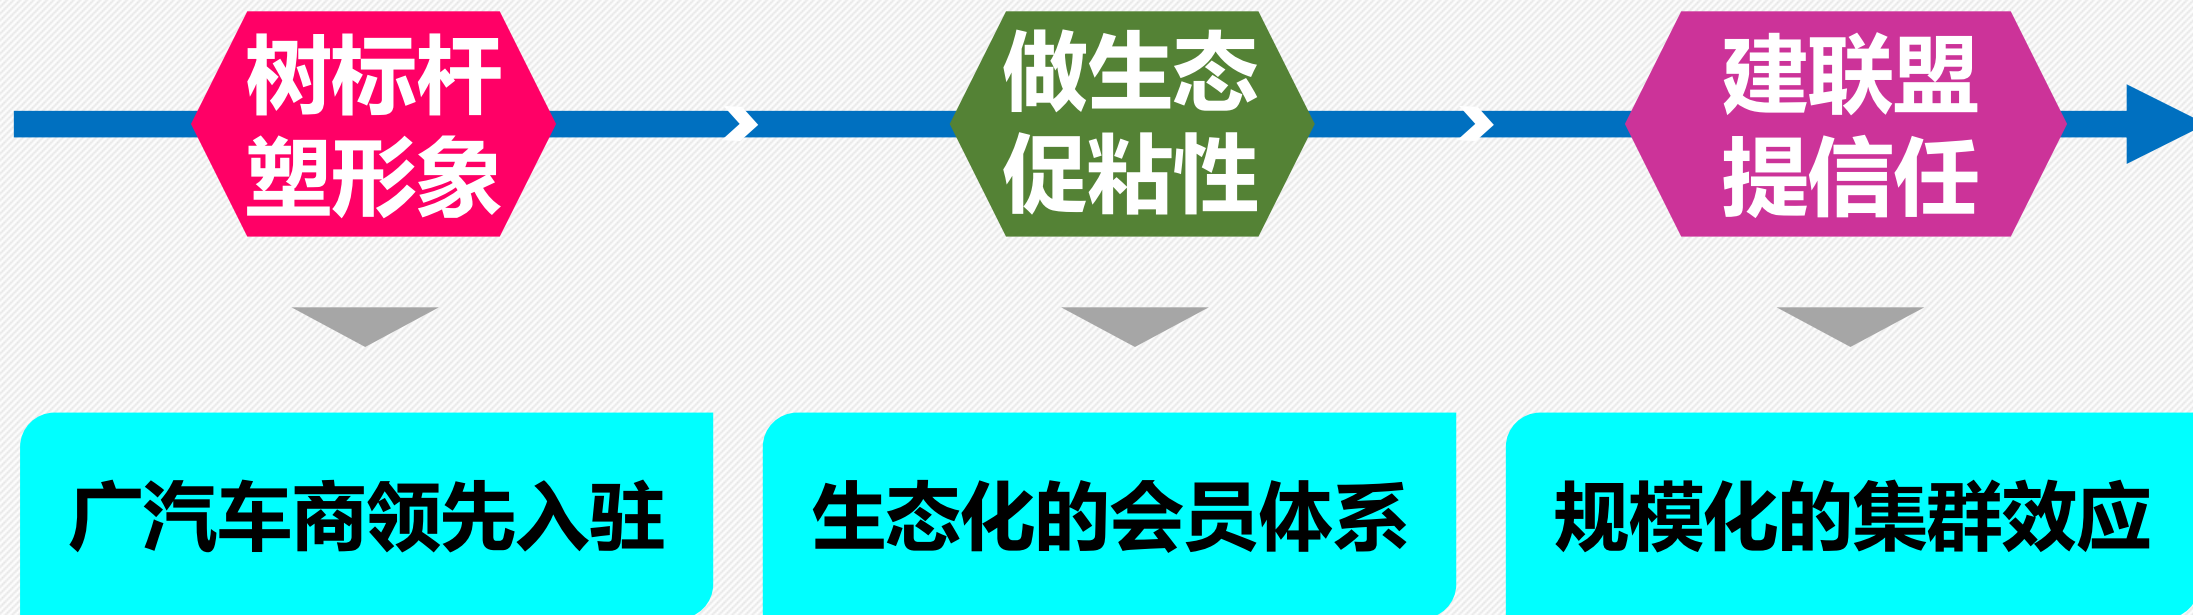 树标杆
塑形象
做生态
促粘性
建联盟
提信任
广汽车商领先入驻
生态化的会员体系
规模化的集群效应